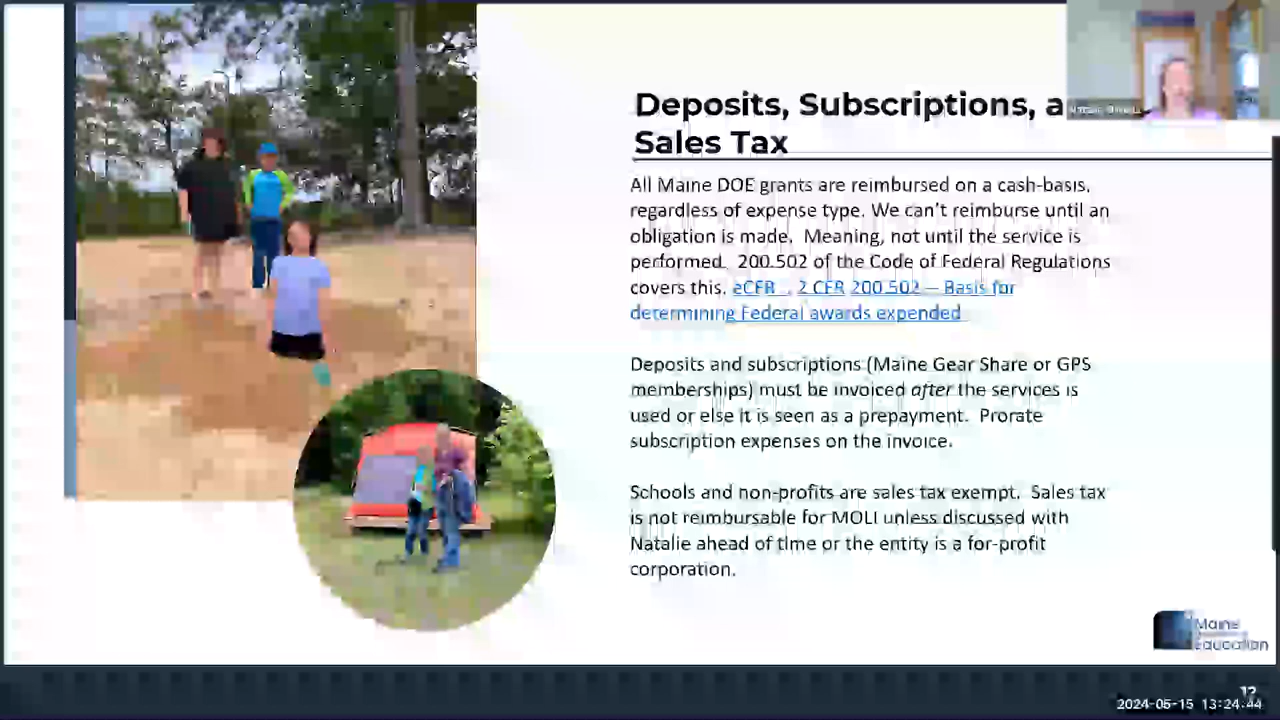 Deposits, Subscriptions, a
Sales Tax
All Maine DOE grants are reimbursed on a cash-basis,
regardless of expense type. We can't reimburse until an
obligation is made.  Meaning, not until the service is
performed.  200.502 of the Code of Federal Regulations
covers this. eCFR :: 2 CFR 200.502 -- Basis for
determining Federal awards expended
Deposits and subscriptions (Maine Gear Share or GPS
memberships) must be invoiced after the services is
used or else it is seen as a prepayment.  Prorate
subscription expenses on the invoice.
Schools and non-profits are sales tax exempt.  Sales tax
is not reimbursable for MOLI unless discussed with
Natalie ahead of time or the entity is a for-profit
corporation.
Maine
Education
12
2024-05-15 13:24:44